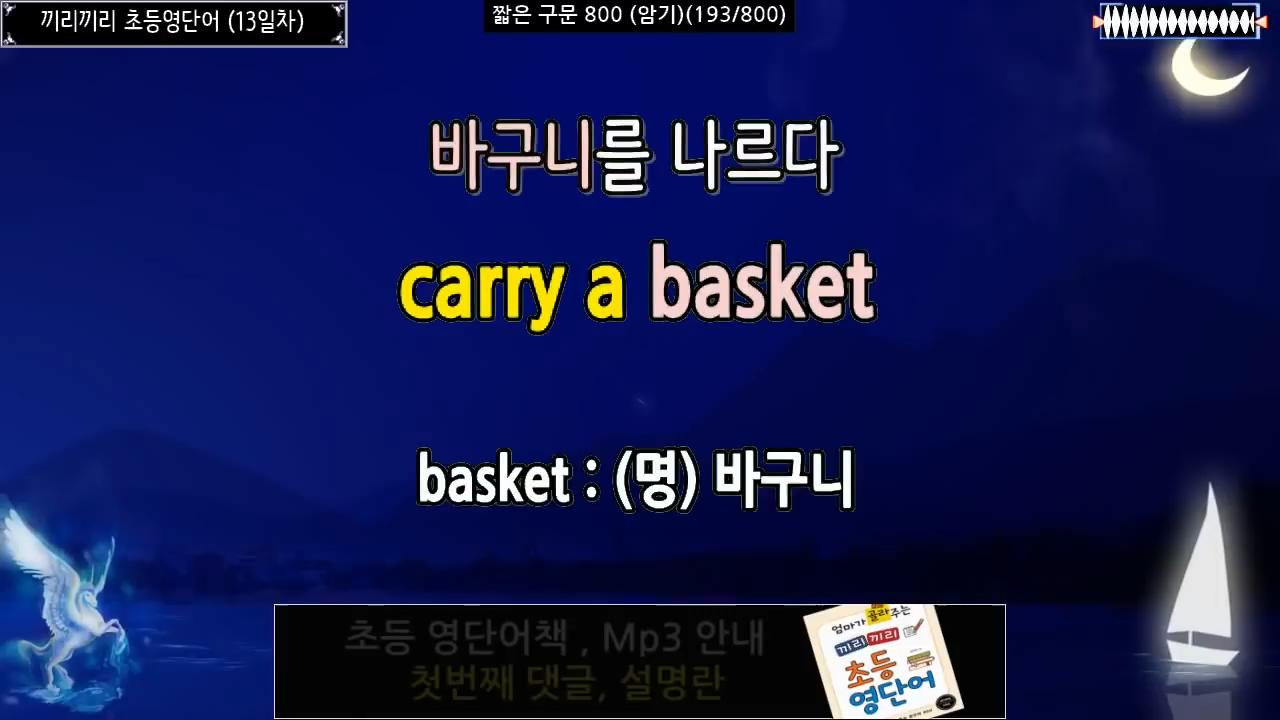 끼리끼리 초등영단어 (13일차)
짧은 구문 800 (암기)(193/800)
바구니를 나르다
carry a basket
basket : (명) 바구니
초등 영단어책 , Mp3 안내
첫번째 댓글, 설명란
엄마가 골라주는
끼리끼리
초등
영단어